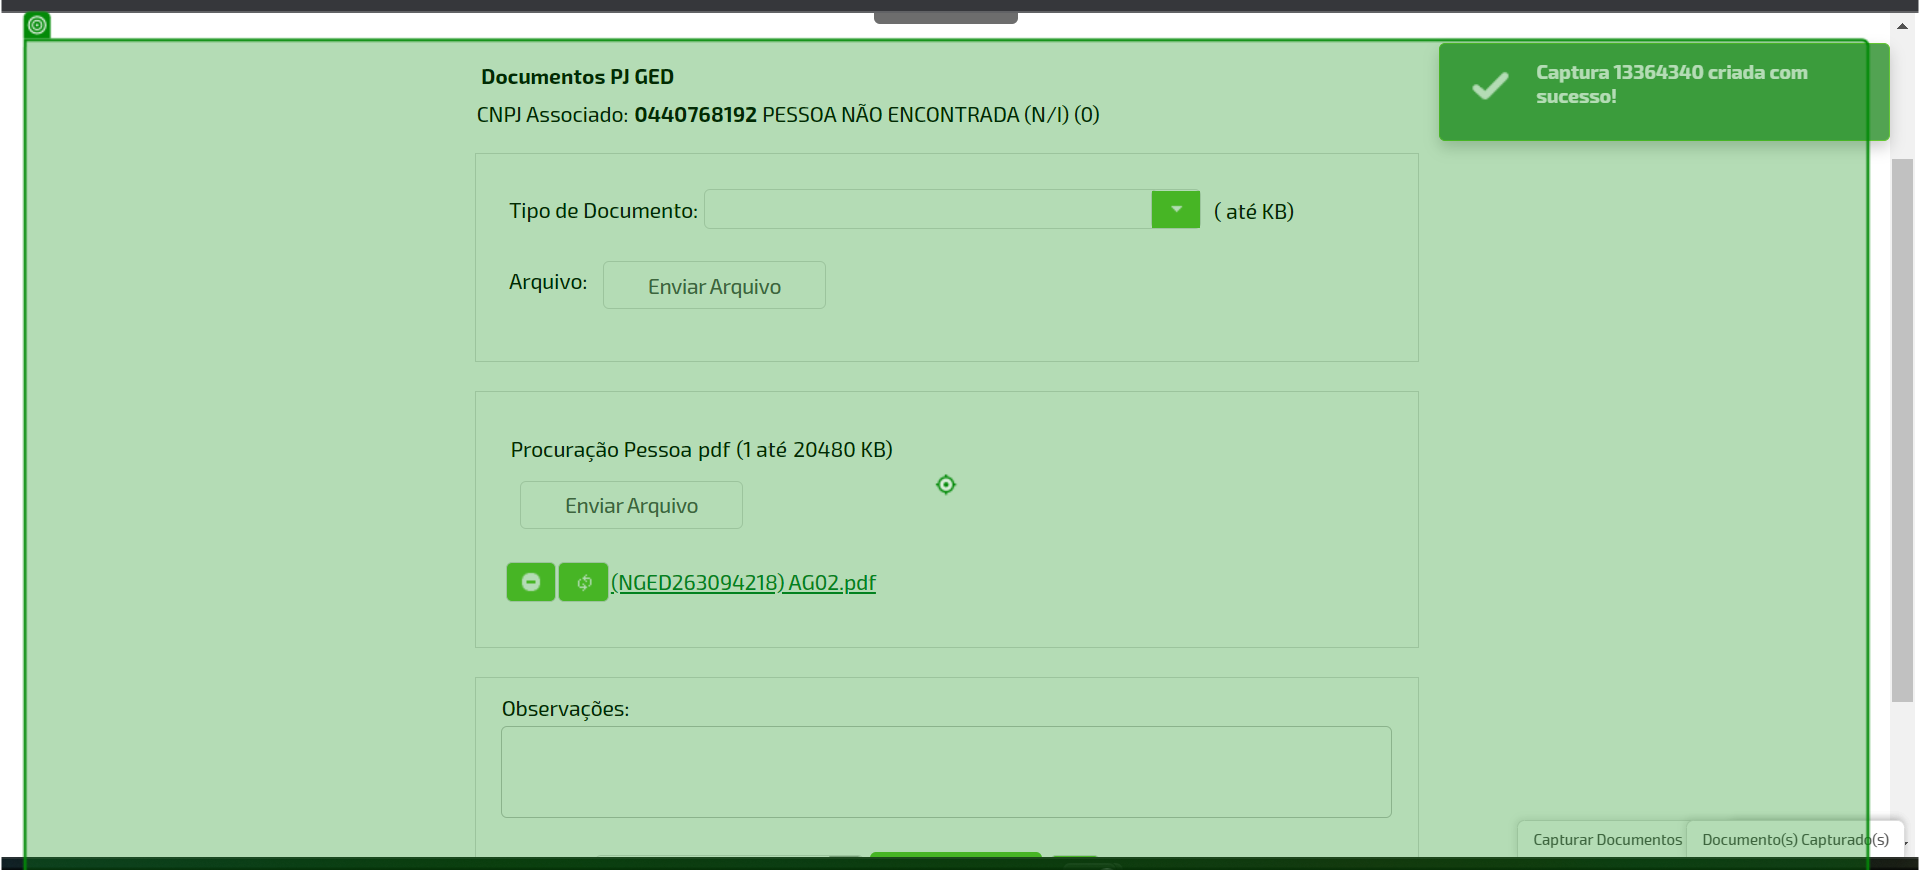 Documentos PJ GED
CNPJ Associado: 0440768192 PESSOA NÃO ENCONTRADA (N/I) (0)
Captura 13364340 criada com
sucesso!
Tipo de Documento: ( até KB)
Arquivo: Enviar Arquivo
Procuração Pessoa pdf (1 até 20480 KB)
Enviar Arquivo
(NGED263094218) AG02.pdf
Observações:
Capturar Documentos
Documento(s) Capturado(s)